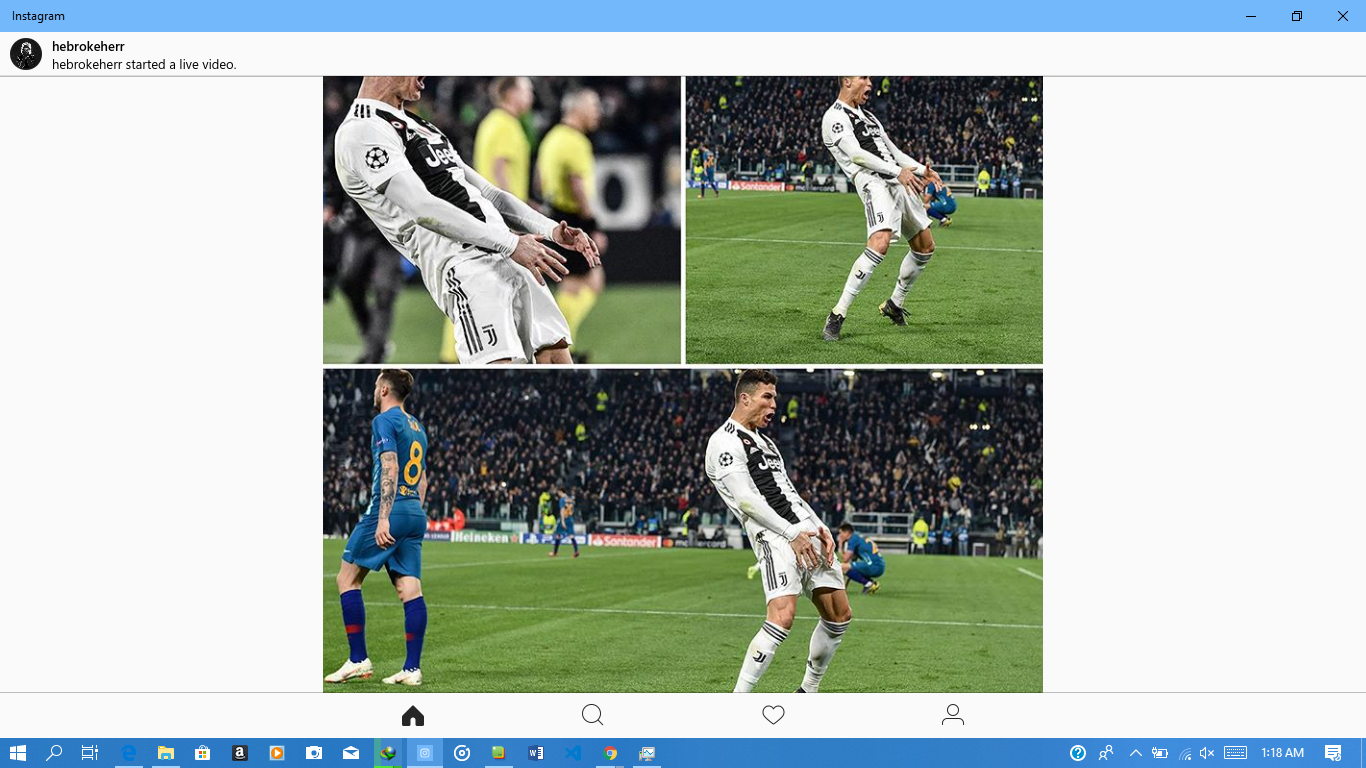 Instagram
hebrokeherr
hebrokeherr started a live video.
Jeep
Jeep
Santander
mastercard
8
Jeep
Heineken
Santander
mastercard
1:18 AM